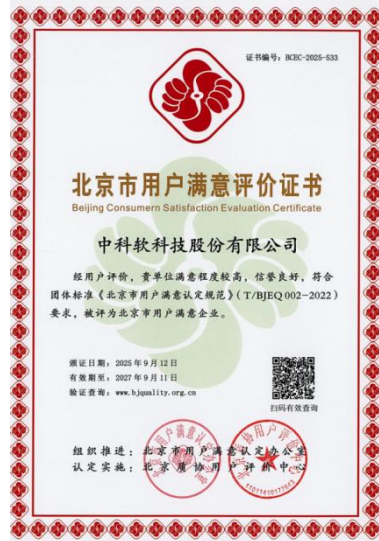 证书编号：BCEC-2025-533
北京市用户满意评价证书
Beijing Consumern Satisfaction Evaluation Certificate
中科软科技股份有限公司
经用户评价，贵单位满意程度较高，信誉良好，符合
团体标准《北京市用户满意认定规范》（T/BJEQ 002-2022）
要求，被评为北京市用户满意企业。
颁证日期：2025年9月12日
有效期至：2027年9月11日
验证查询：www.bjquality.org.cn
扫码有效查询
组织推进：北京市用户满意认定办公室
认定实施：北京质协用户评价中心